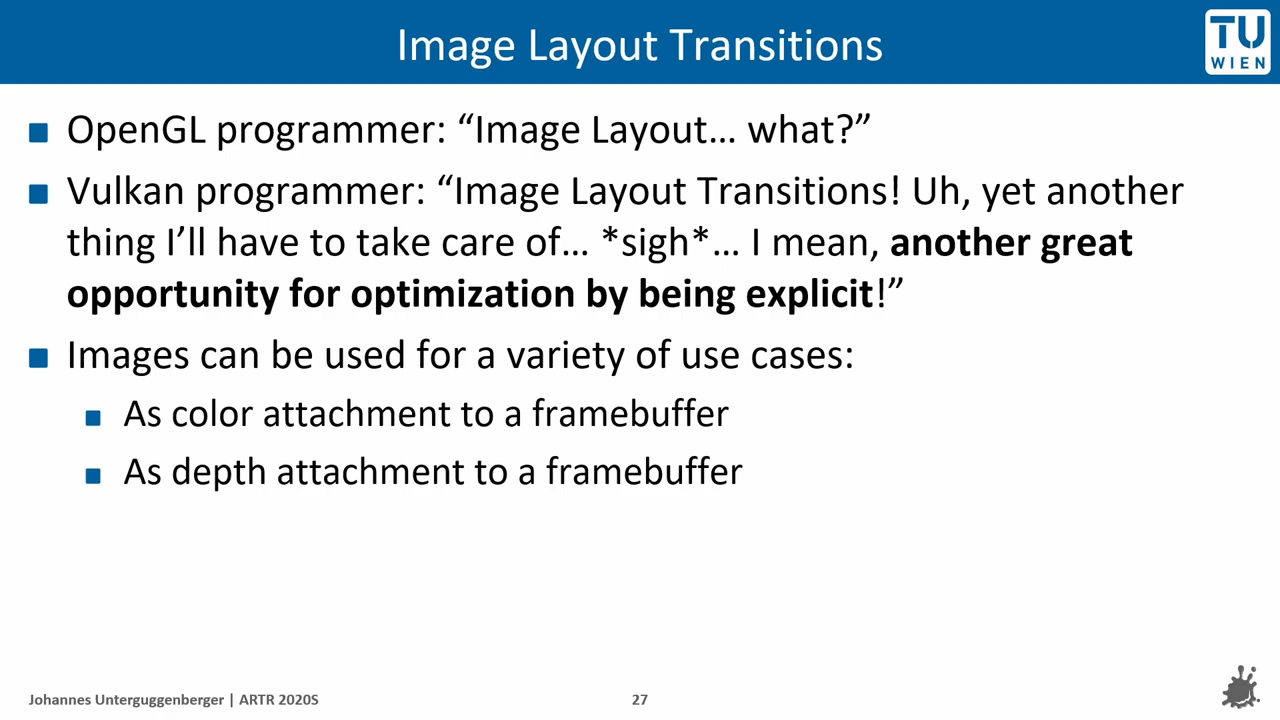 Image Layout Transitions
TU
WIEN
OpenGL programmer: “Image Layout… what?”
Vulkan programmer: “Image Layout Transitions! Uh, yet another
thing I’ll have to take care of… *sigh*… I mean, another great
opportunity for optimization by being explicit!”
Images can be used for a variety of use cases:
As color attachment to a framebuffer
As depth attachment to a framebuffer
Johannes Unterguggenberger | ARTR 2020S
27